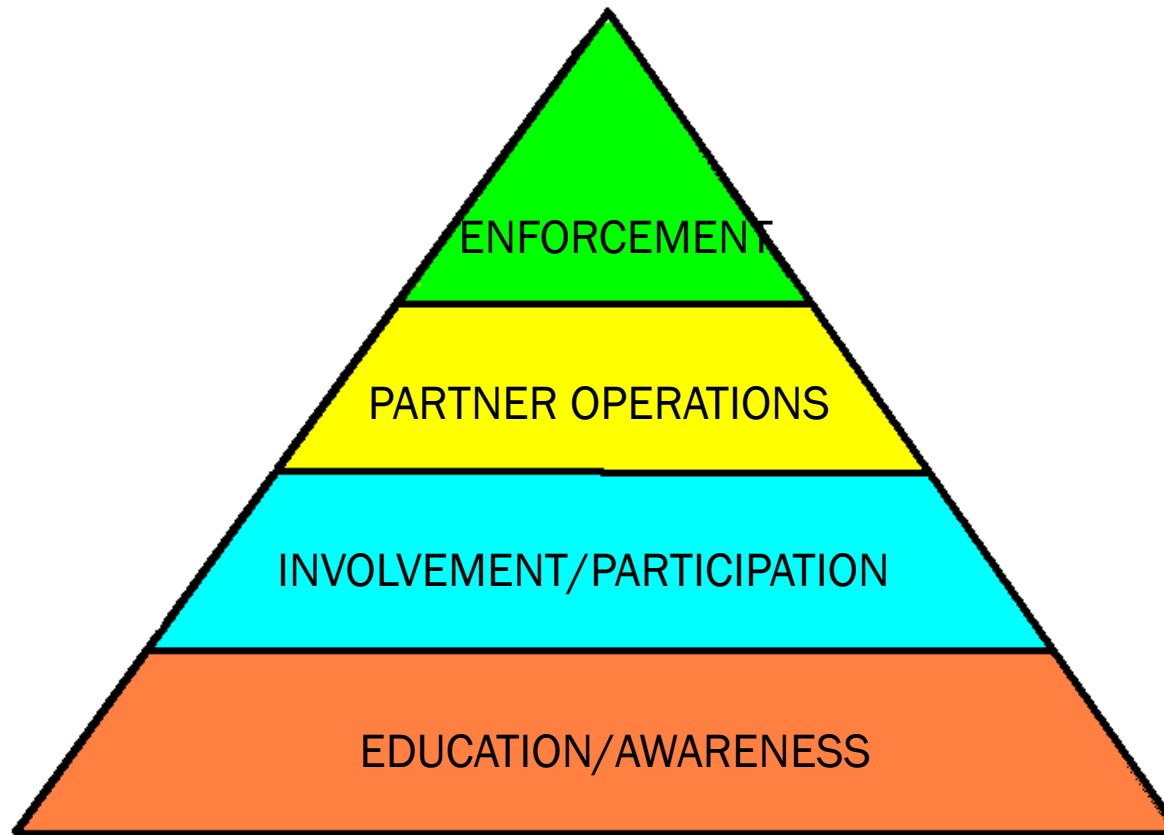 ENFORCEMENT
PARTNER OPERATIONS
INVOLVEMENT/PARTICIPATION
EDUCATION/AWARENESS